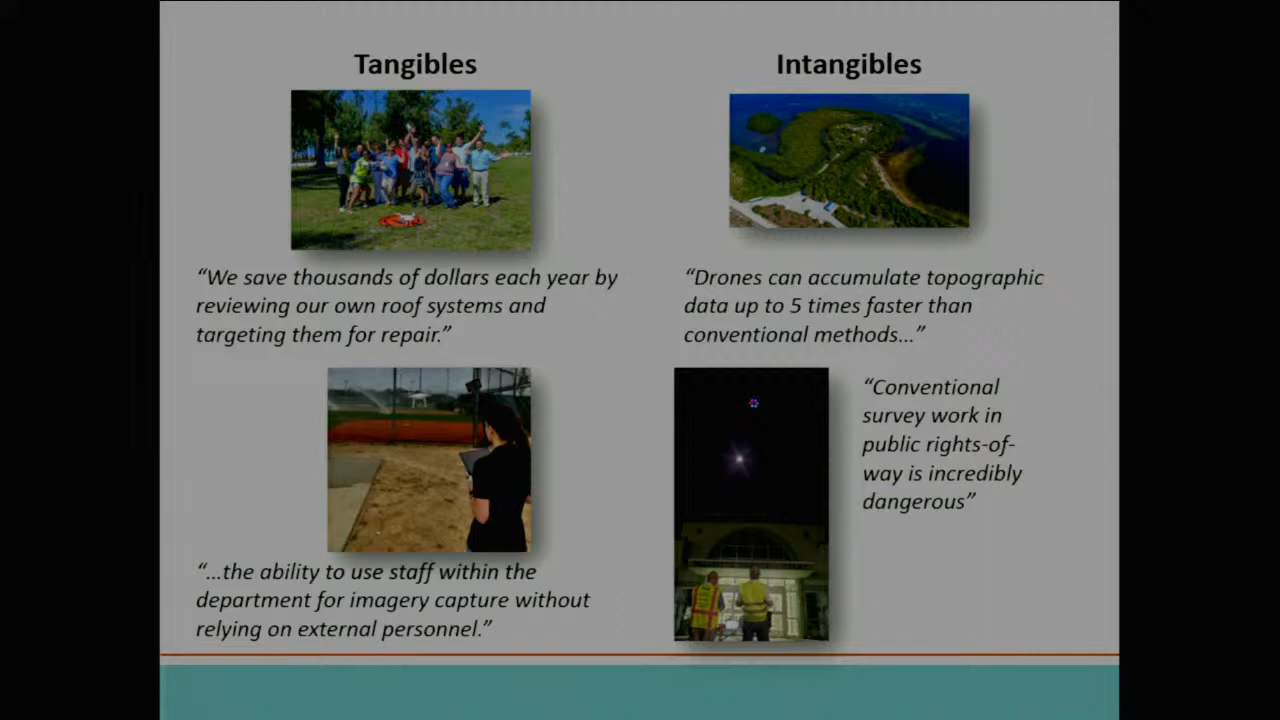 Tangibles
“We save thousands of dollars each year by
reviewing our own roof systems and
targeting them for repair.”
“…the ability to use staff within the
department for imagery capture without
relying on external personnel.”
Intangibles
“Drones can accumulate topographic
data up to 5 times faster than
conventional methods…”
“Conventional
survey work in
public rights-of-
way is incredibly
dangerous”